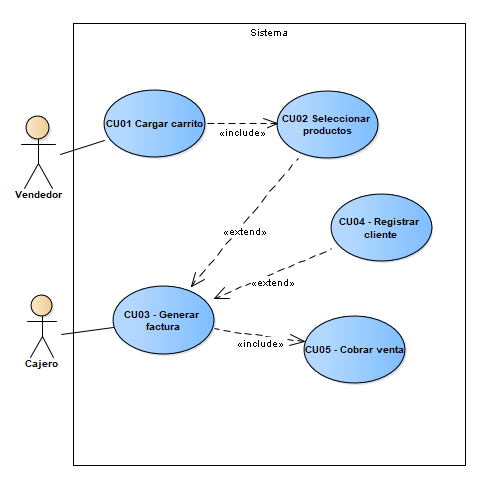 Sistema
CU01 Cargar carrito
CU02 Seleccionar
productos
«include»
Vendedor
CU04 - Registrar
cliente
«extend»
«extend»
CU03 - Generar
factura
«include»
CU05 - Cobrar venta
Cajero